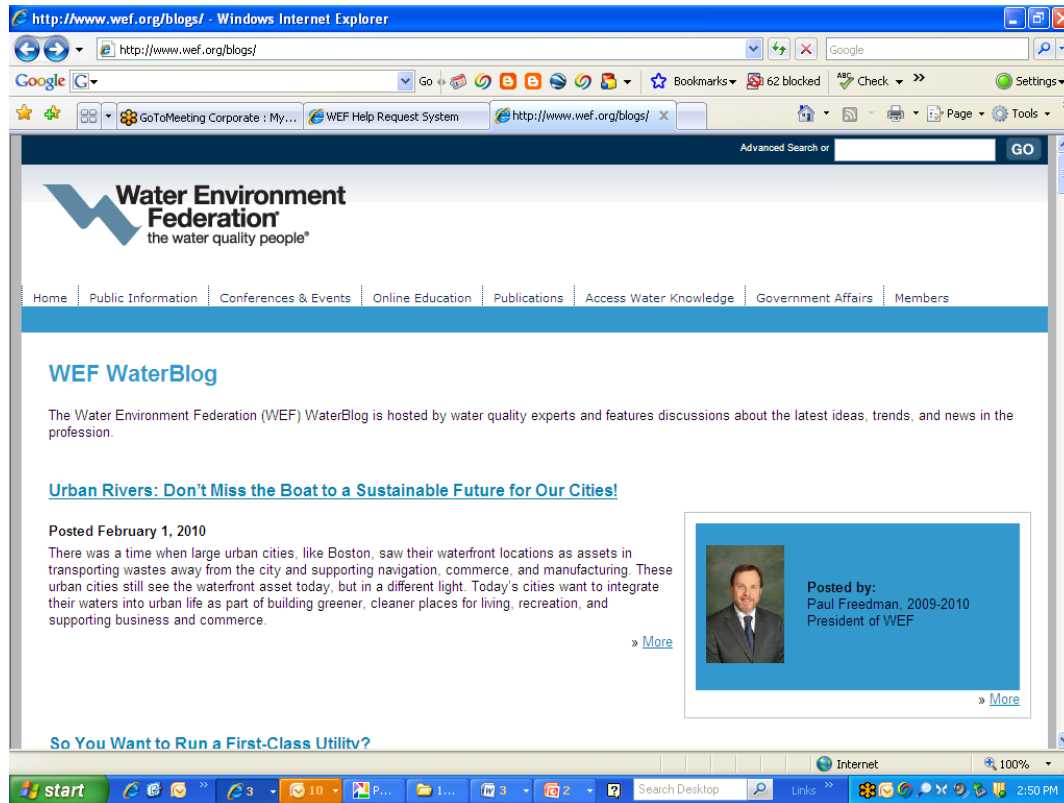 http://www.wef.org/blogs/ - Windows Internet Explorer
http://www.wef.org/blogs/
Google
Google G Go Bookmarks 62 blocked ABC Check » Settings
GoToMeeting Corporate : My... WEF Help Request System http://www.wef.org/blogs/ Page Tools
Advanced Search or GO
Water Environment
Federation®
the water quality people®
Home Public Information Conferences & Events Online Education Publications Access Water Knowledge Government Affairs Members
WEF WaterBlog
The Water Environment Federation (WEF) WaterBlog is hosted by water quality experts and features discussions about the latest ideas, trends, and news in the
profession.
Urban Rivers: Don't Miss the Boat to a Sustainable Future for Our Cities!
Posted February 1, 2010
There was a time when large urban cities, like Boston, saw their waterfront locations as assets in
transporting wastes away from the city and supporting navigation, commerce, and manufacturing. These
urban cities still see the waterfront asset today, but in a different light. Today's cities want to integrate
their waters into urban life as part of building greener, cleaner places for living, recreation, and
supporting business and commerce.
» More
Posted by:
Paul Freedman, 2009-2010
President of WEF
» More
So You Want to Run a First-Class Utility?
Internet 100%
start » 3 10 P... 1... 3 2 Search Desktop Links » 2:50 PM